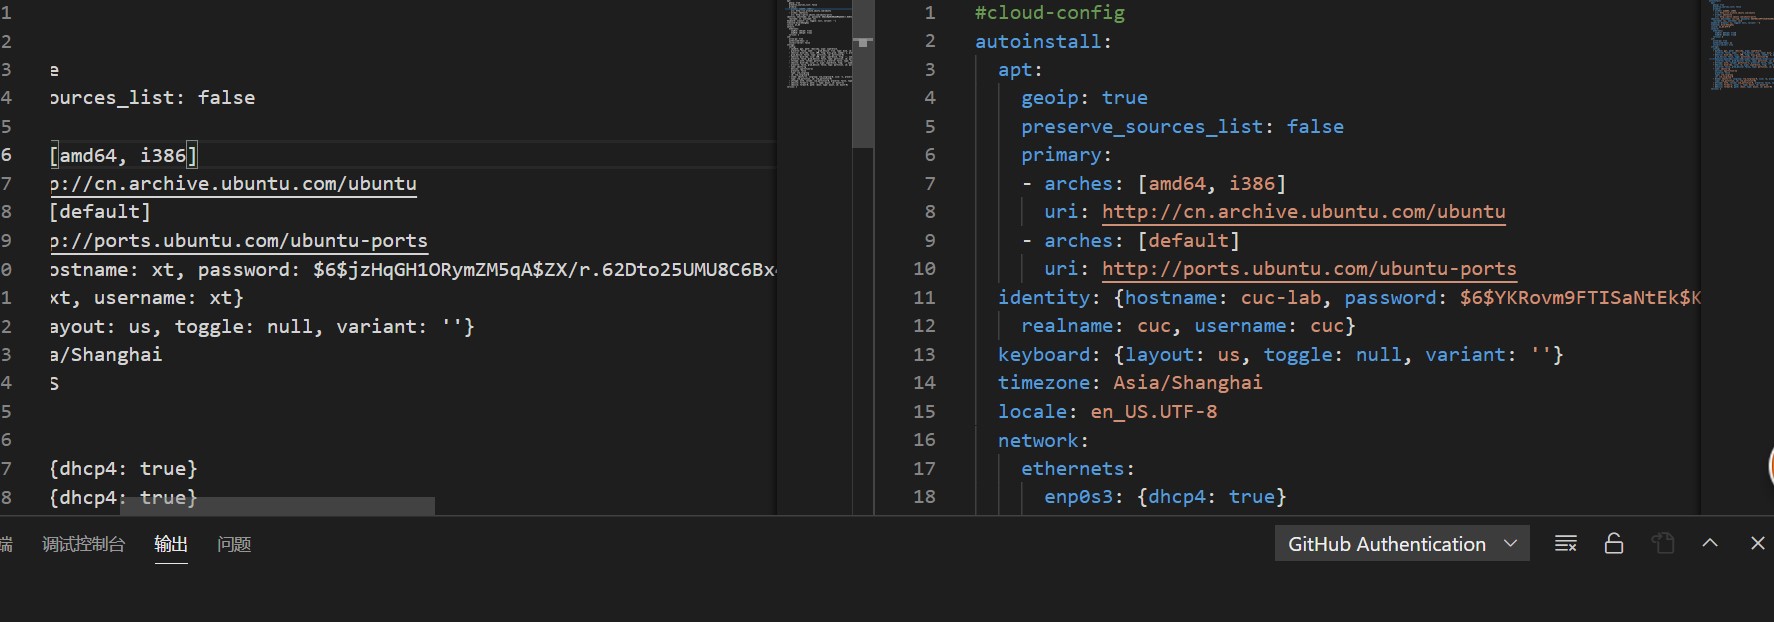 1
2
3 e
4 ources_list: false
5
6 [amd64, i386]
7 p://cn.archive.ubuntu.com/ubuntu
8 [default]
9 p://ports.ubuntu.com/ubuntu-ports
0 ostname: xt, password: $6$jzHqGH1ORymZM5qA$ZX/r.62Dto25UMU8C6Bx
1 xt, username: xt}
2 ayout: us, toggle: null, variant: ''}
3 a/Shanghai
4 S
5
6
7 {dhcp4: true}
8 {dhcp4: true}
1 #cloud-config
2 autoinstall:
3 apt:
4 geoip: true
5 preserve_sources_list: false
6 primary:
7 - arches: [amd64, i386]
8 uri: http://cn.archive.ubuntu.com/ubuntu
9 - arches: [default]
10 uri: http://ports.ubuntu.com/ubuntu-ports
11 identity: {hostname: cuc-lab, password: $6$YKRovm9FTISaNtEk$K
12 realname: cuc, username: cuc}
13 keyboard: {layout: us, toggle: null, variant: ''}
14 timezone: Asia/Shanghai
15 locale: en_US.UTF-8
16 network:
17 ethernets:
18 enp0s3: {dhcp4: true}
端 调试控制台 输出 问题 GitHub Authentication